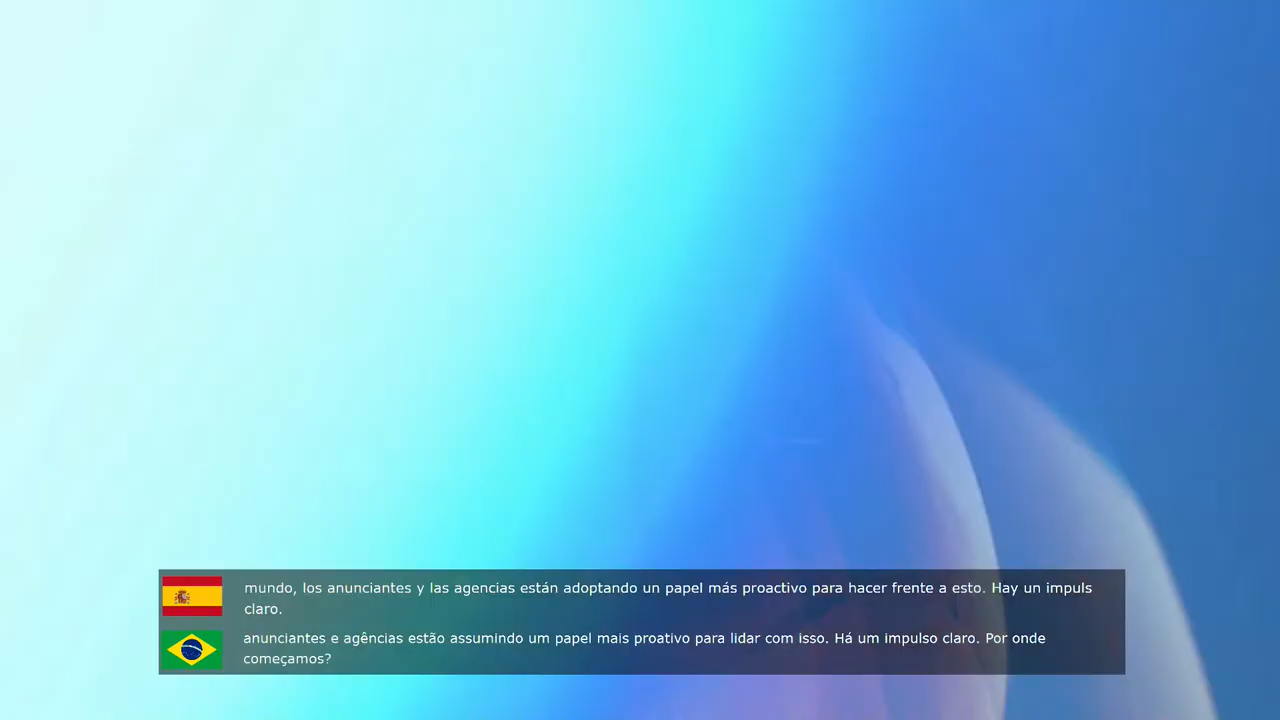 mundo, los anunciantes y las agencias están adoptando un papel más proactivo para hacer frente a esto. Hay un impuls
claro.
anunciantes e agências estão assumindo um papel mais proativo para lidar com isso. Há um impulso claro. Por onde
começamos?